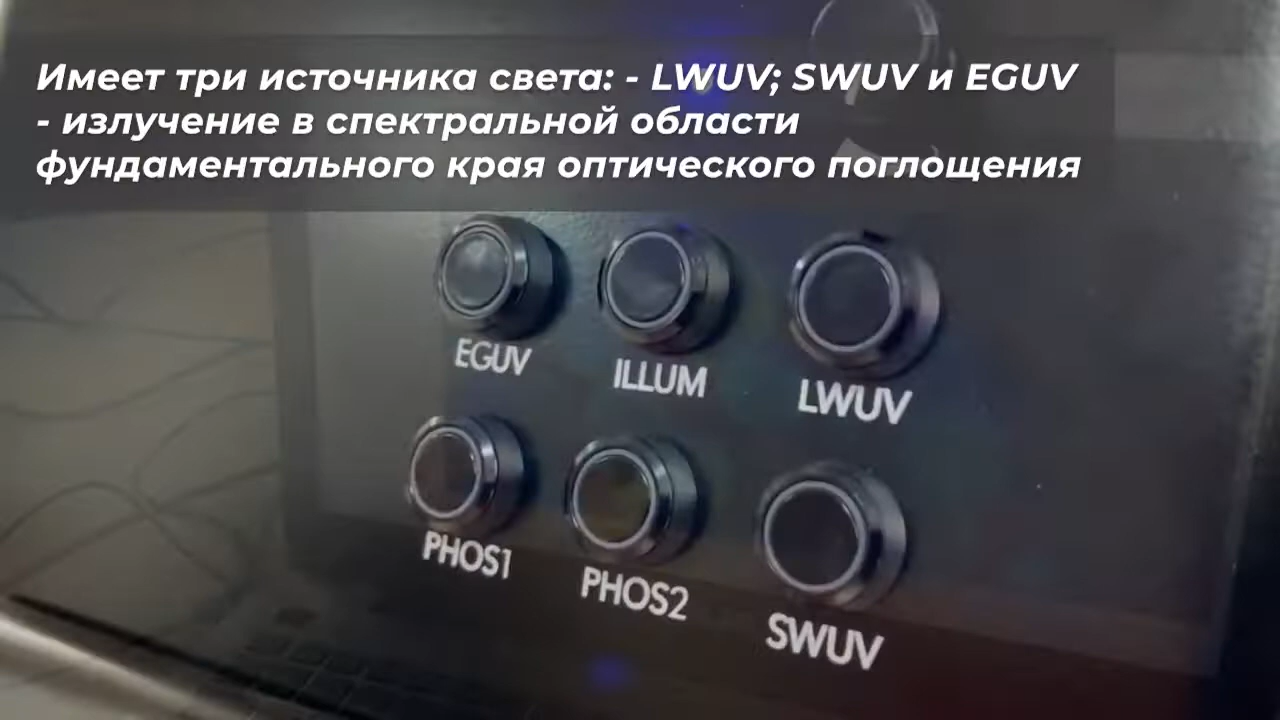 Имеет три источника света: - LWUV; SWUV и EGUV
- излучение в спектральной области
фундаментального края оптического поглощения
EGUV
ILLUM
LWUV
PHOS1
PHOS2
SWUV